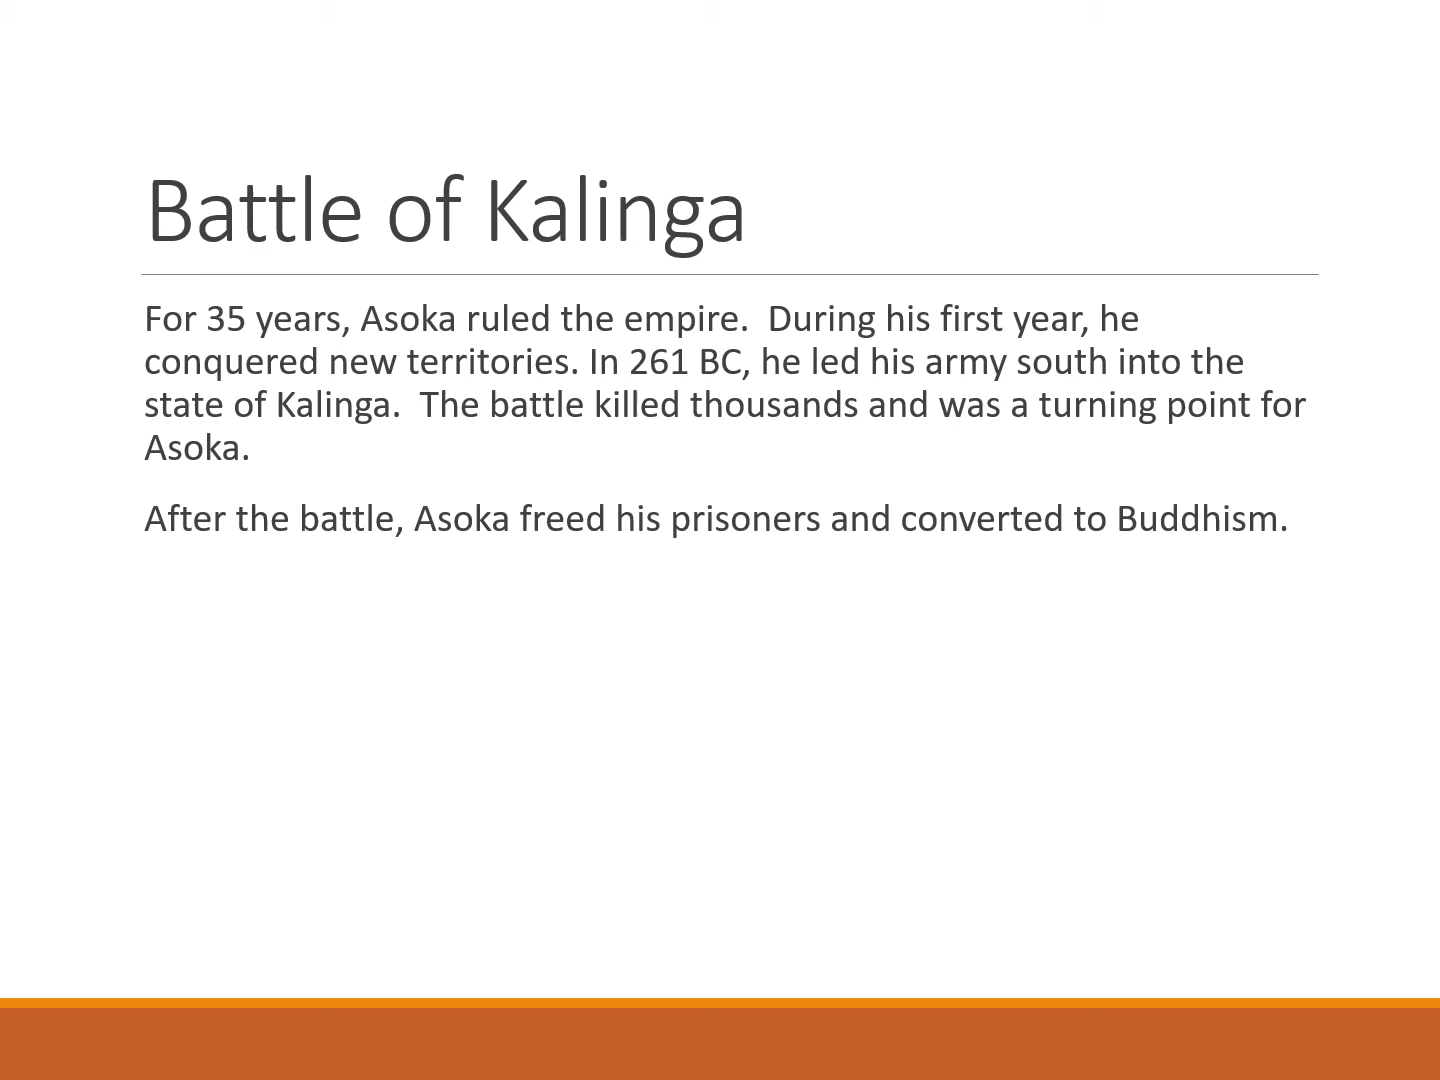 Battle of Kalinga
For 35 years, Asoka ruled the empire.  During his first year, he
conquered new territories. In 261 BC, he led his army south into the
state of Kalinga.  The battle killed thousands and was a turning point for
Asoka.
After the battle, Asoka freed his prisoners and converted to Buddhism.